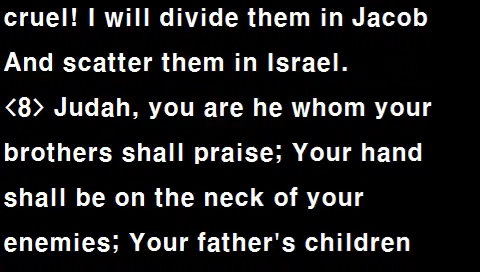 cruel! I will divide them in Jacob
And scatter them in Israel.
<8> Judah, you are he whom your
brothers shall praise; Your hand
shall be on the neck of your
enemies; Your father's children